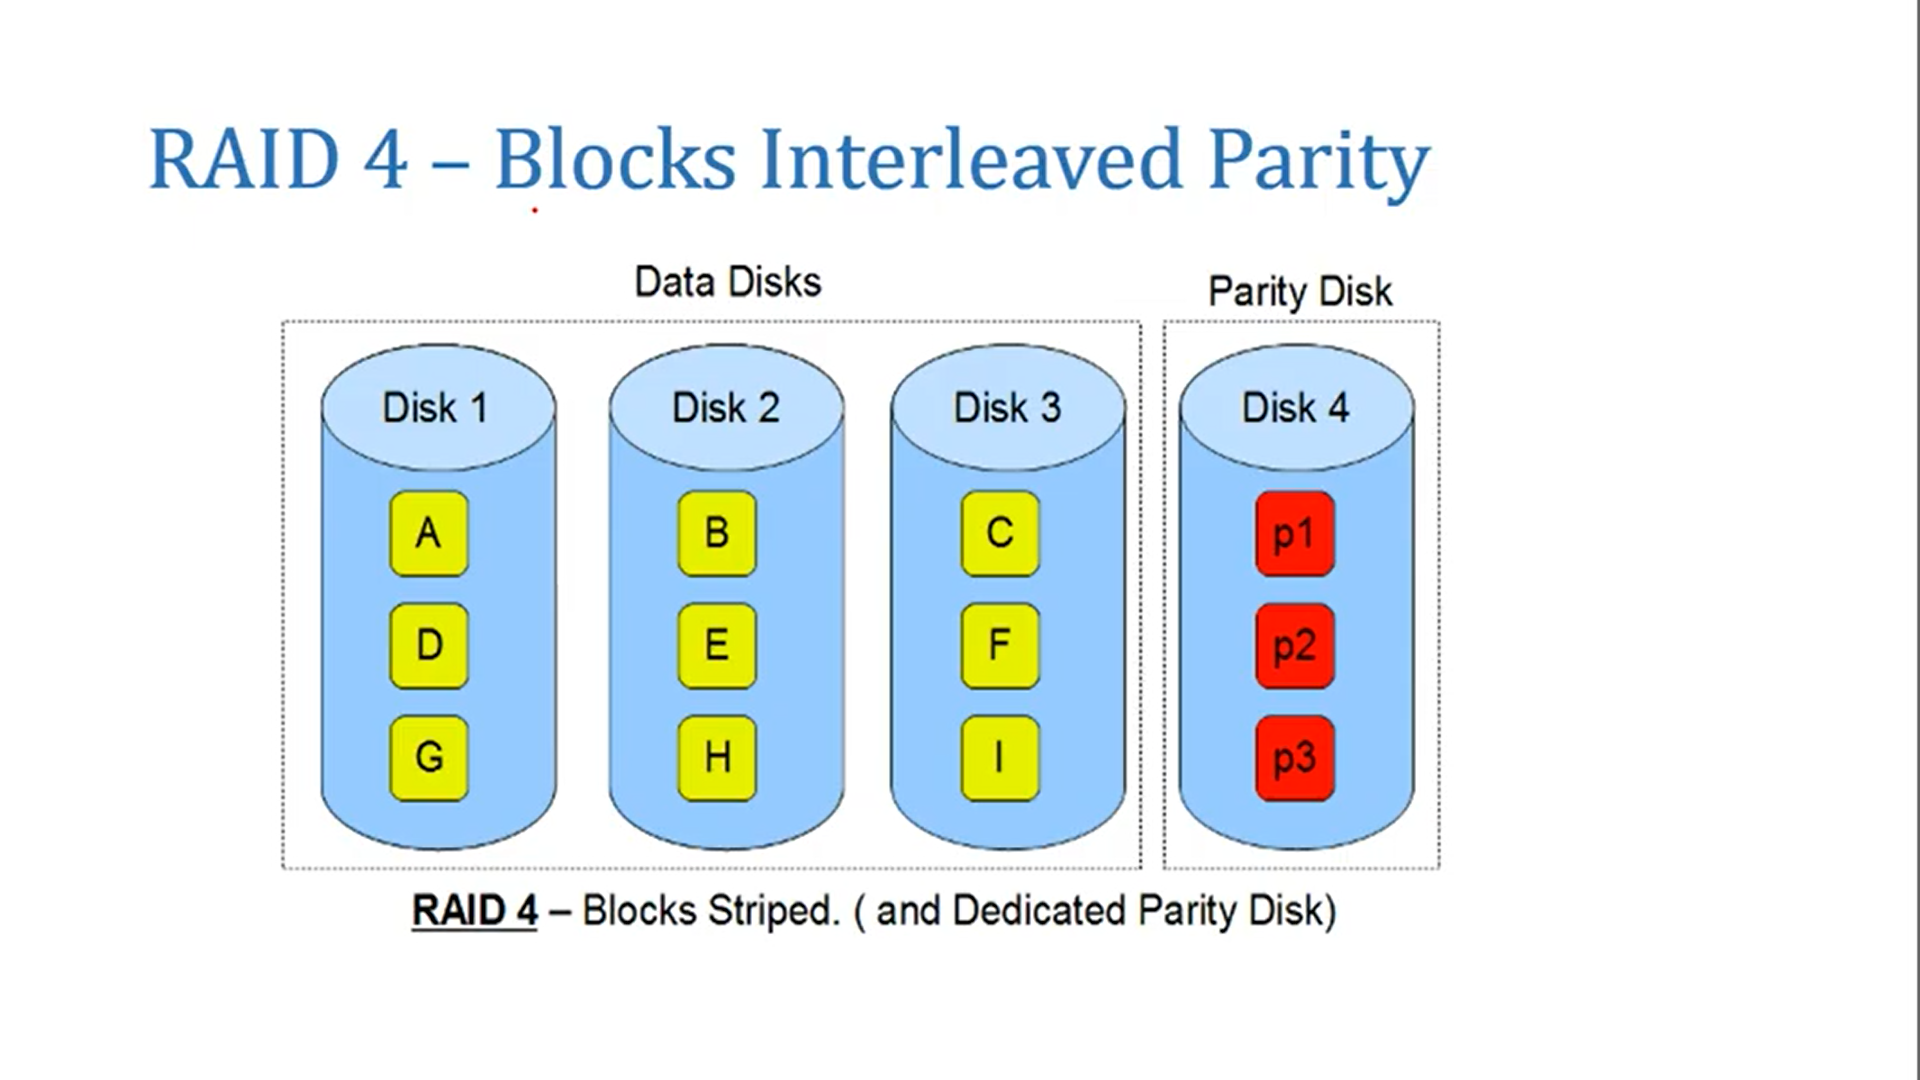 RAID 4 – Blocks Interleaved Parity
Data Disks
Parity Disk
Disk 1 Disk 2 Disk 3 Disk 4
A B C p1
D E F p2
G H I p3
RAID 4 – Blocks Striped. ( and Dedicated Parity Disk)